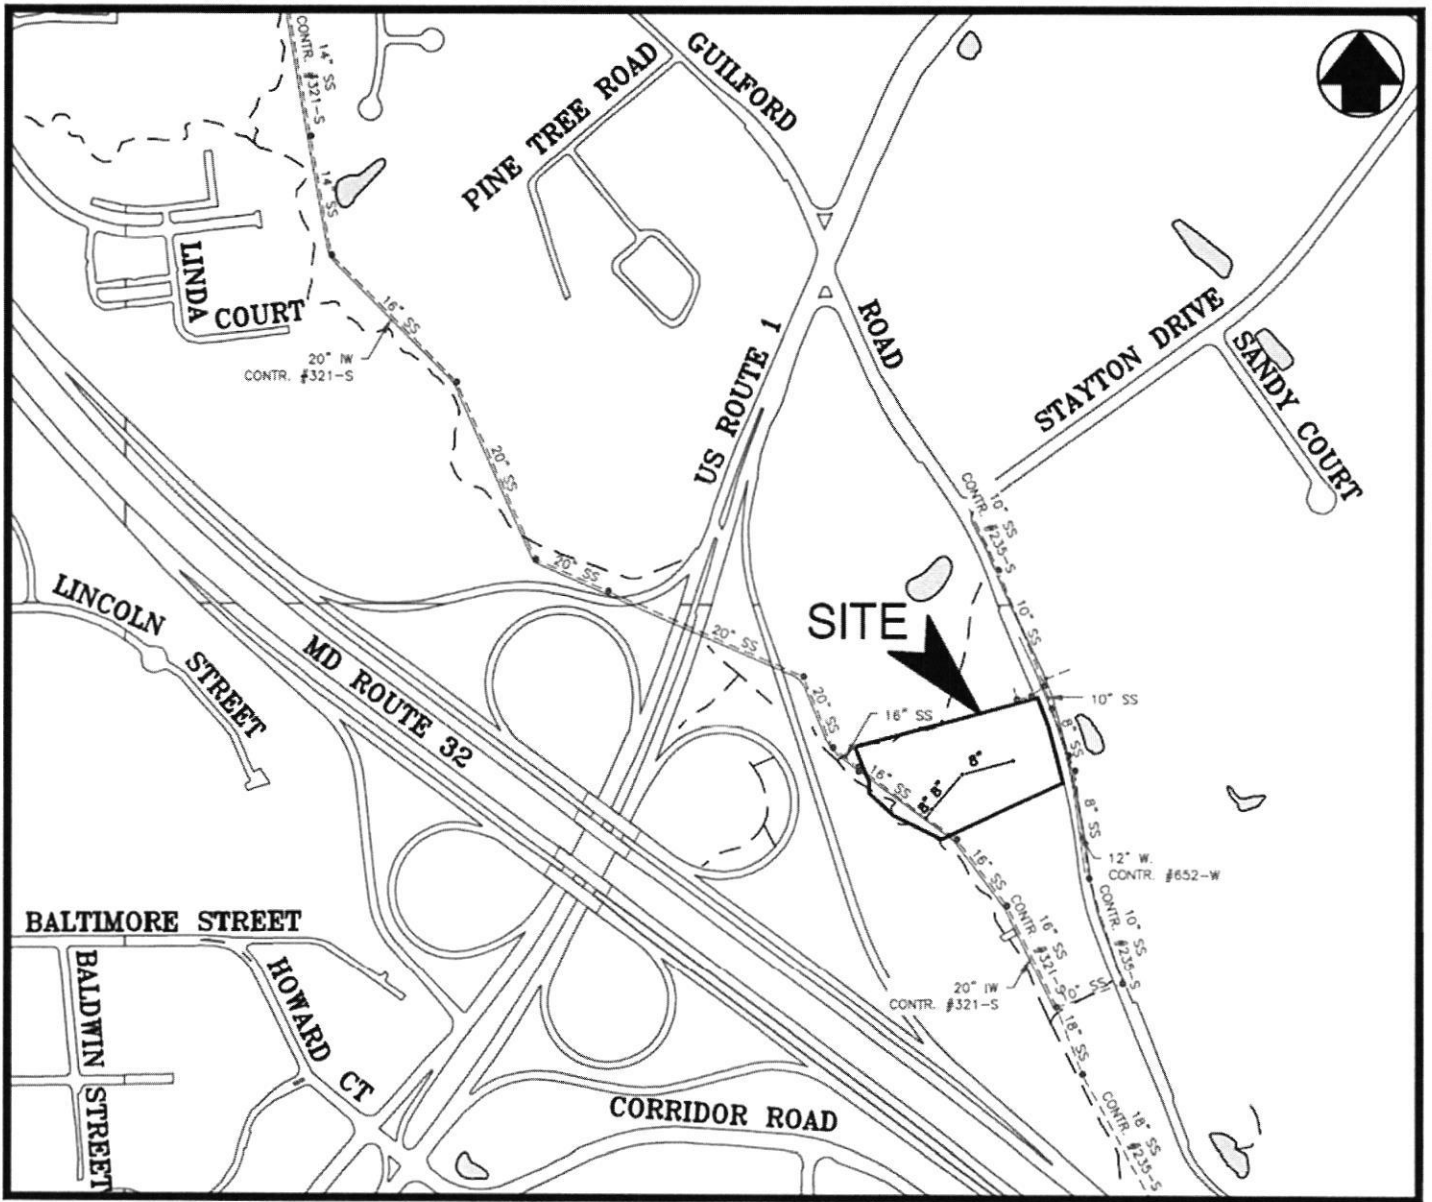 14" SS
CONTR. #321-S
14" SS
GUILFORD
PINE TREE ROAD
LINDA
COURT
16" SS
20" IW
CONTR. #321-S
US ROUTE 1
ROAD
STAYTON DRIVE
SANDY COURT
20" SS
10" SS
CONTR. #235-S
20" SS
LINCOLN
STREET
MD ROUTE 32
20" SS
SITE
10" SS
20" SS
16" SS
10" SS
8" SS
16" SS
8"
8"
8"
8" SS
12" W.
CONTR. #652-W
16" SS
16" SS
CONTR. #321-S
10" SS
CONTR. #235-S
20" IW
CONTR. #321-S
10" SS
18" SS
18" SS
CONTR. #235-S
BALTIMORE STREET
BALDWIN STREET
HOWARD CT
CORRIDOR ROAD